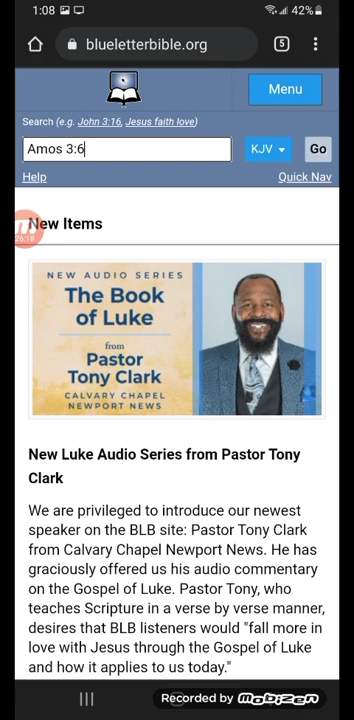 1:08 42%
blueletterbible.org 5
Menu
Search (e.g. John 3:16, Jesus faith love)
Amos 3:6 KJV Go
Help Quick Nav
New Items
26:18
NEW AUDIO SERIES
The Book
of Luke
from
Pastor
Tony Clark
CALVARY CHAPEL
NEWPORT NEWS
New Luke Audio Series from Pastor Tony
Clark
We are privileged to introduce our newest
speaker on the BLB site: Pastor Tony Clark
from Calvary Chapel Newport News. He has
graciously offered us his audio commentary
on the Gospel of Luke. Pastor Tony, who
teaches Scripture in a verse by verse manner,
desires that BLB listeners would "fall more in
love with Jesus through the Gospel of Luke
and how it applies to us today."
Recorded by MOBIZEN